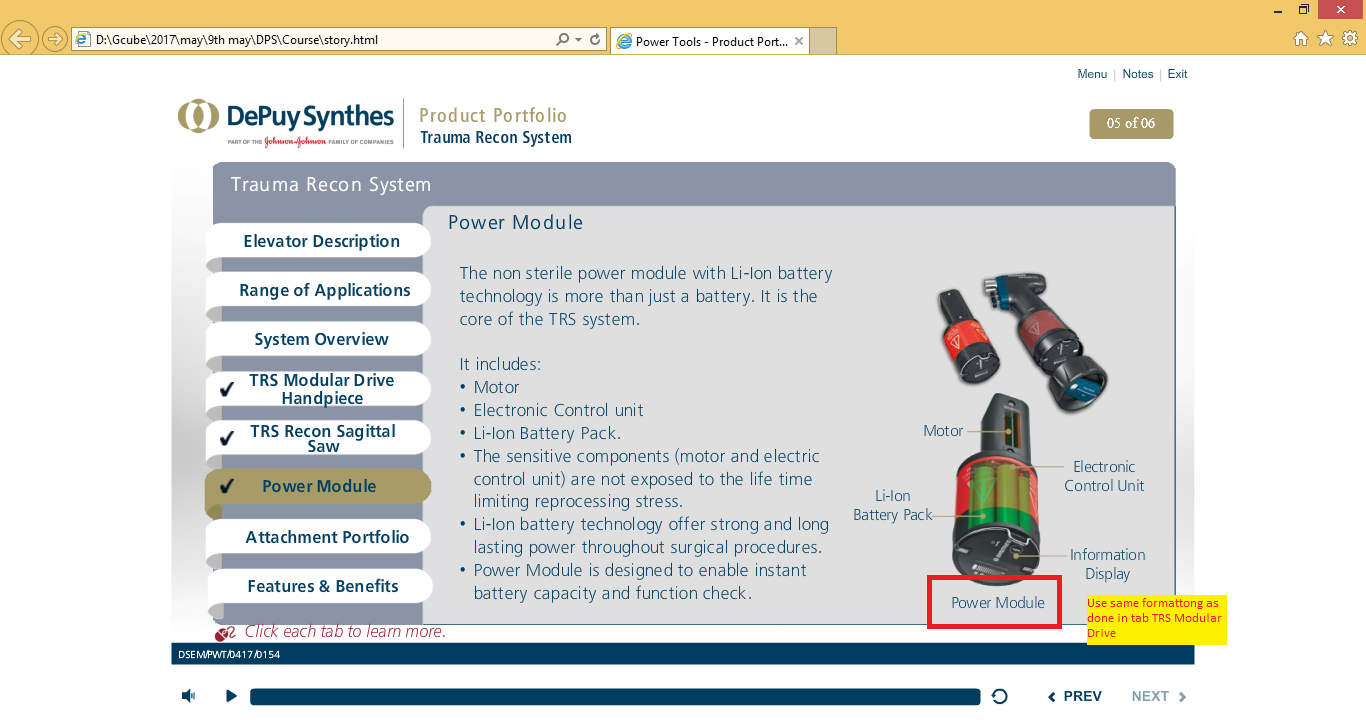 D:\Gcube\2017\may\9th may\DPS\Course\story.html
Power Tools - Product Port...
Menu | Notes | Exit
DePuy Synthes
PART OF THE Johnson & Johnson FAMILY OF COMPANIES
Product Portfolio
Trauma Recon System
05 of 06
Trauma Recon System
Elevator Description
Range of Applications
System Overview
TRS Modular Drive
Handpiece
TRS Recon Sagittal
Saw
Power Module
Attachment Portfolio
Features & Benefits
Click each tab to learn more.
Power Module
The non sterile power module with Li-Ion battery
technology is more than just a battery. It is the
core of the TRS system.
It includes:
• Motor
• Electronic Control unit
• Li-Ion Battery Pack.
• The sensitive components (motor and electric
control unit) are not exposed to the life time
limiting reprocessing stress.
• Li-Ion battery technology offer strong and long
lasting power throughout surgical procedures.
• Power Module is designed to enable instant
battery capacity and function check.
Motor
Electronic
Control Unit
Li-Ion
Battery Pack
Information
Display
Power Module
Use same formattong as
done in tab TRS Modular
Drive
DSEM/PWT/0417/0154
PREV
NEXT